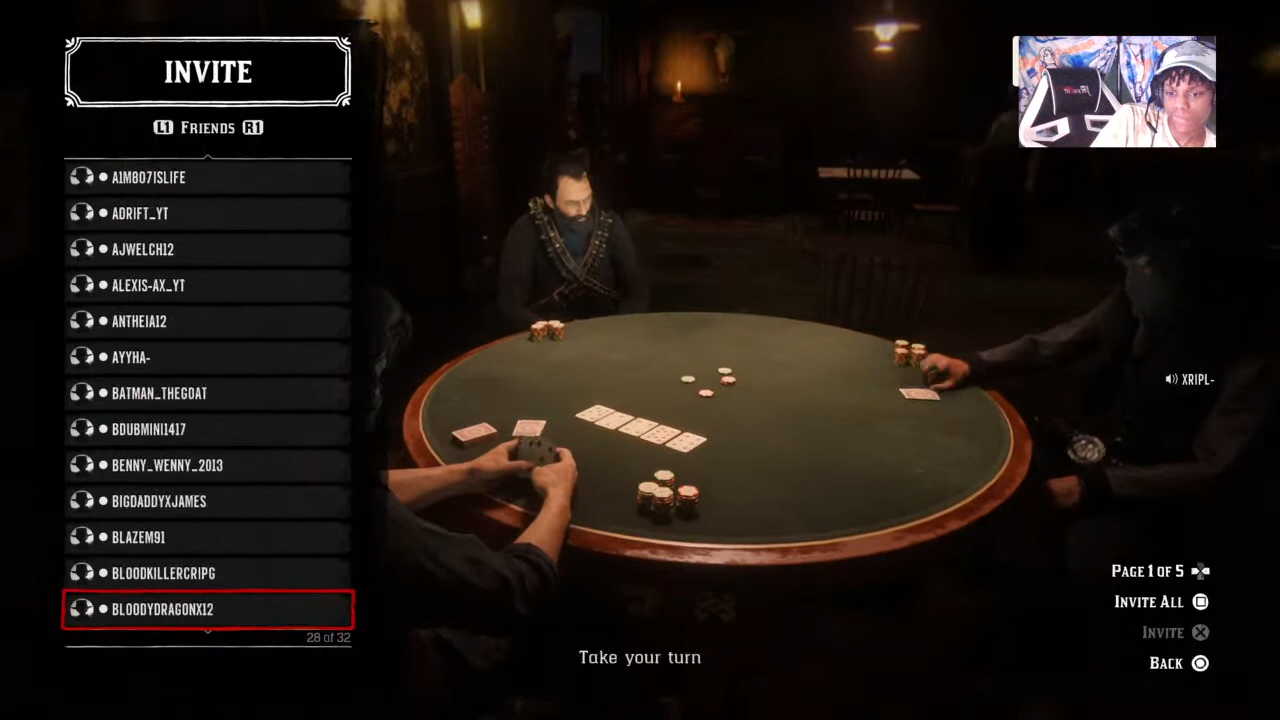 INVITE
L1 FRIENDS R1
A1M807ISLIFE
ADRIFT_YT
AJWELCH12
ALEXIS-AX_YT
ANTHEIA12
AYYHA-
BATMAN_THEGOAT
BDUBMINI1417
BENNY_WENNY_2013
BIGDADDYXJAMES
BLAZEM91
BLOODKILLERCRIPG
BLOODYDRAGONX12
28 of 32
XRIPL-
Take your turn
PAGE 1 OF 5
INVITE ALL
INVITE
BACK